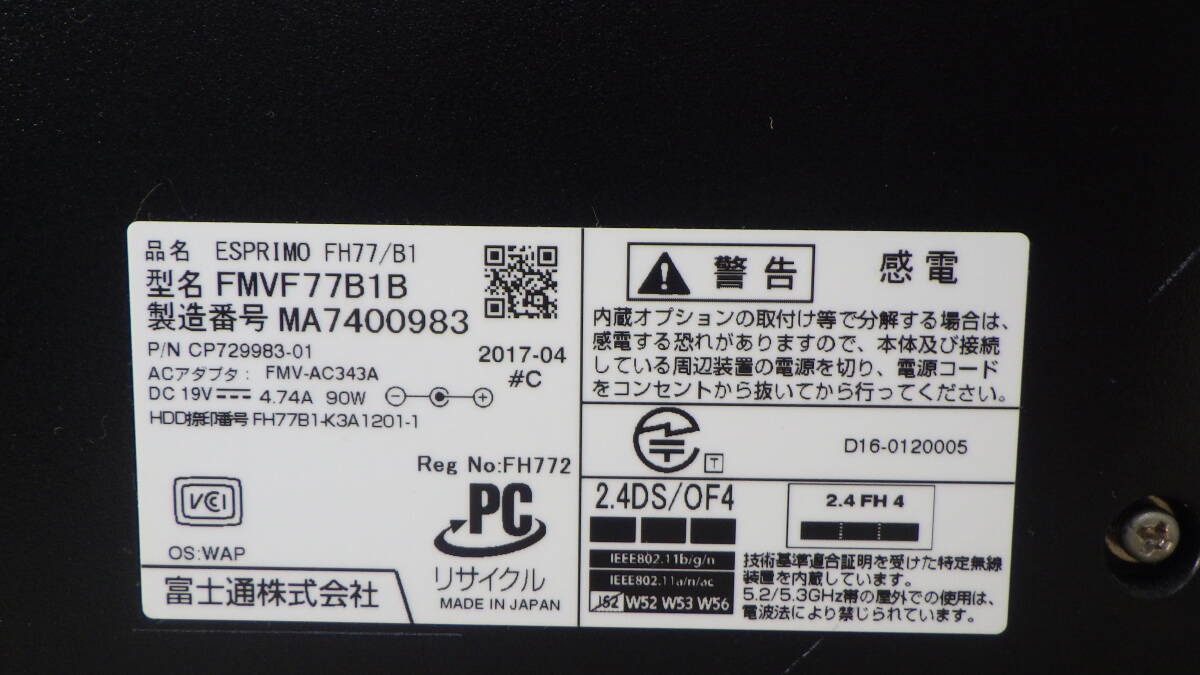 品名 ESPRIMO FH77/B1
型名 FMVF77B1B
製造番号 MA7400983
P/N CP729983-01
2017-04
#C
ACアダプタ: FMV-AC343A
DC 19V 4.74A 90W
HDD捺印番号 FH77B1-K3A1201-1
Reg No:FH772
VCCI
PC
リサイクル
OS:WAP
富士通株式会社
MADE IN JAPAN
警告
感電
内蔵オプションの取付け等で分解する場合は、
感電する恐れがありますので、本体及び接続
している周辺装置の電源を切り、電源コード
をコンセントから抜いてから行ってください。
T
D16-0120005
2.4DS/OF4
2.4 FH 4
IEEE802.11b/g/n
IEEE802.11a/n/ac
J52 W52 W53 W56
技術基準適合証明を受けた特定無線
装置を内蔵しています。
5.2/5.3GHz帯の屋外での使用は、
電波法により禁じられています。